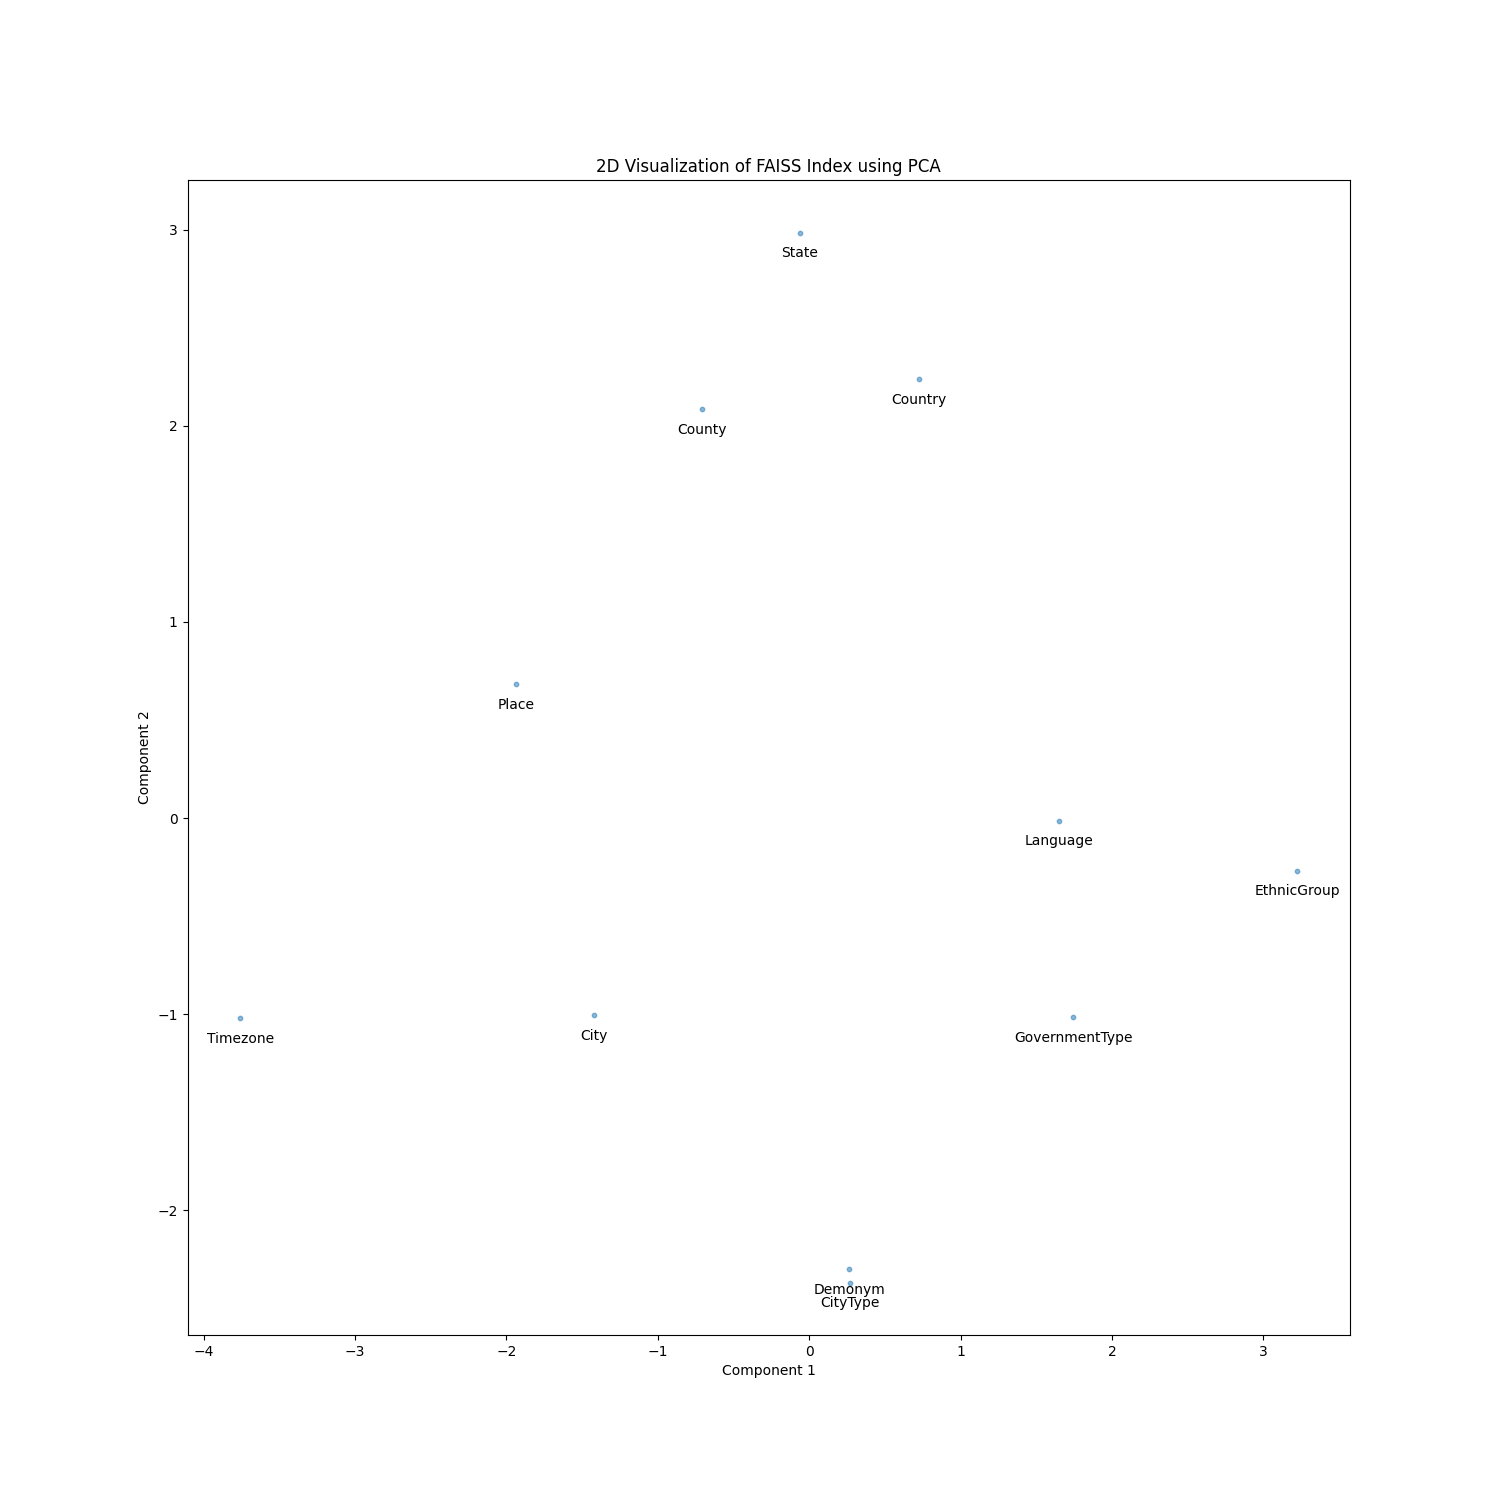 2D Visualization of FAISS Index using PCA
3
State
Country
2
County
1
Place
Component 2
0
Language
EthnicGroup
−1
Timezone
City
GovernmentType
−2
Demonym
CityType
−4 −3 −2 −1 0 1 2 3
Component 1